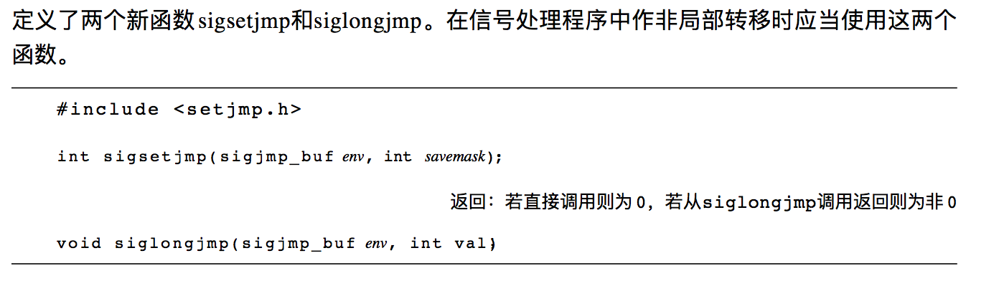 定义了两个新函数sigsetjmp和siglongjmp。在信号处理程序中作非局部转移时应当使用这两个
函数。
#include <setjmp.h>
int sigsetjmp(sigjmp_buf env, int savemask);
返回：若直接调用则为0，若从siglongjmp调用返回则为非0
void siglongjmp(sigjmp_buf env, int val)